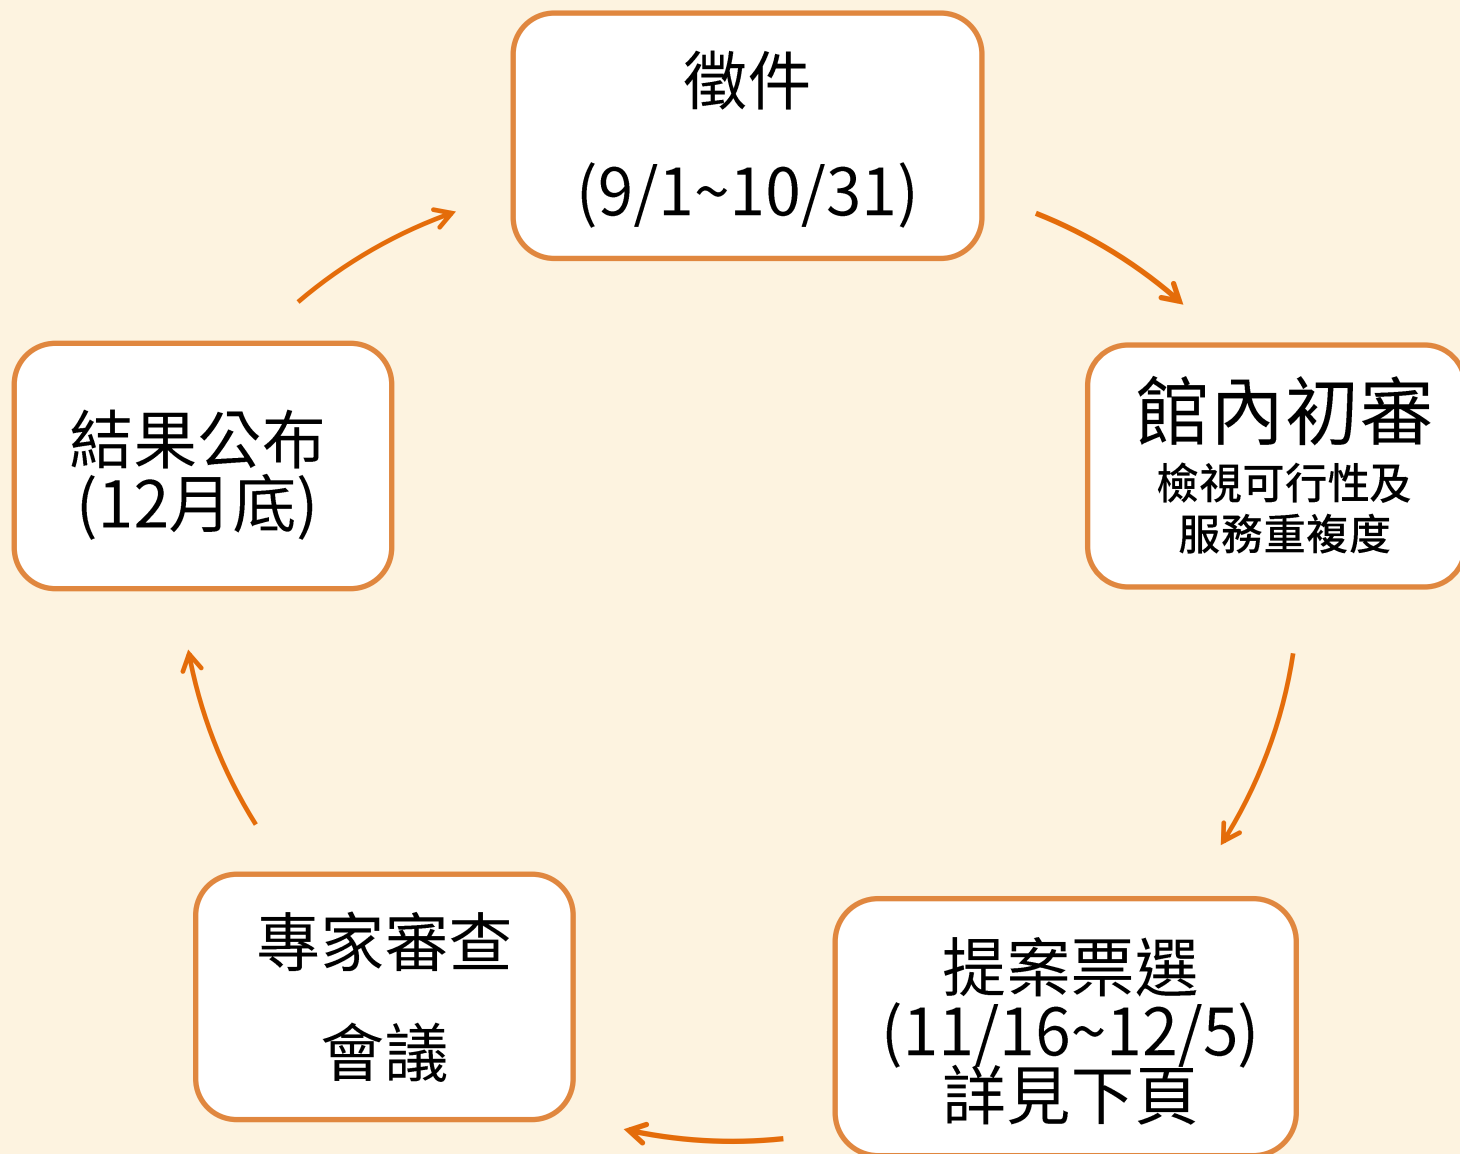 徵件
(9/1~10/31)
館內初審
檢視可行性及
服務重複度
提案票選
(11/16~12/5)
詳見下頁
專家審查
會議
結果公布
(12月底)